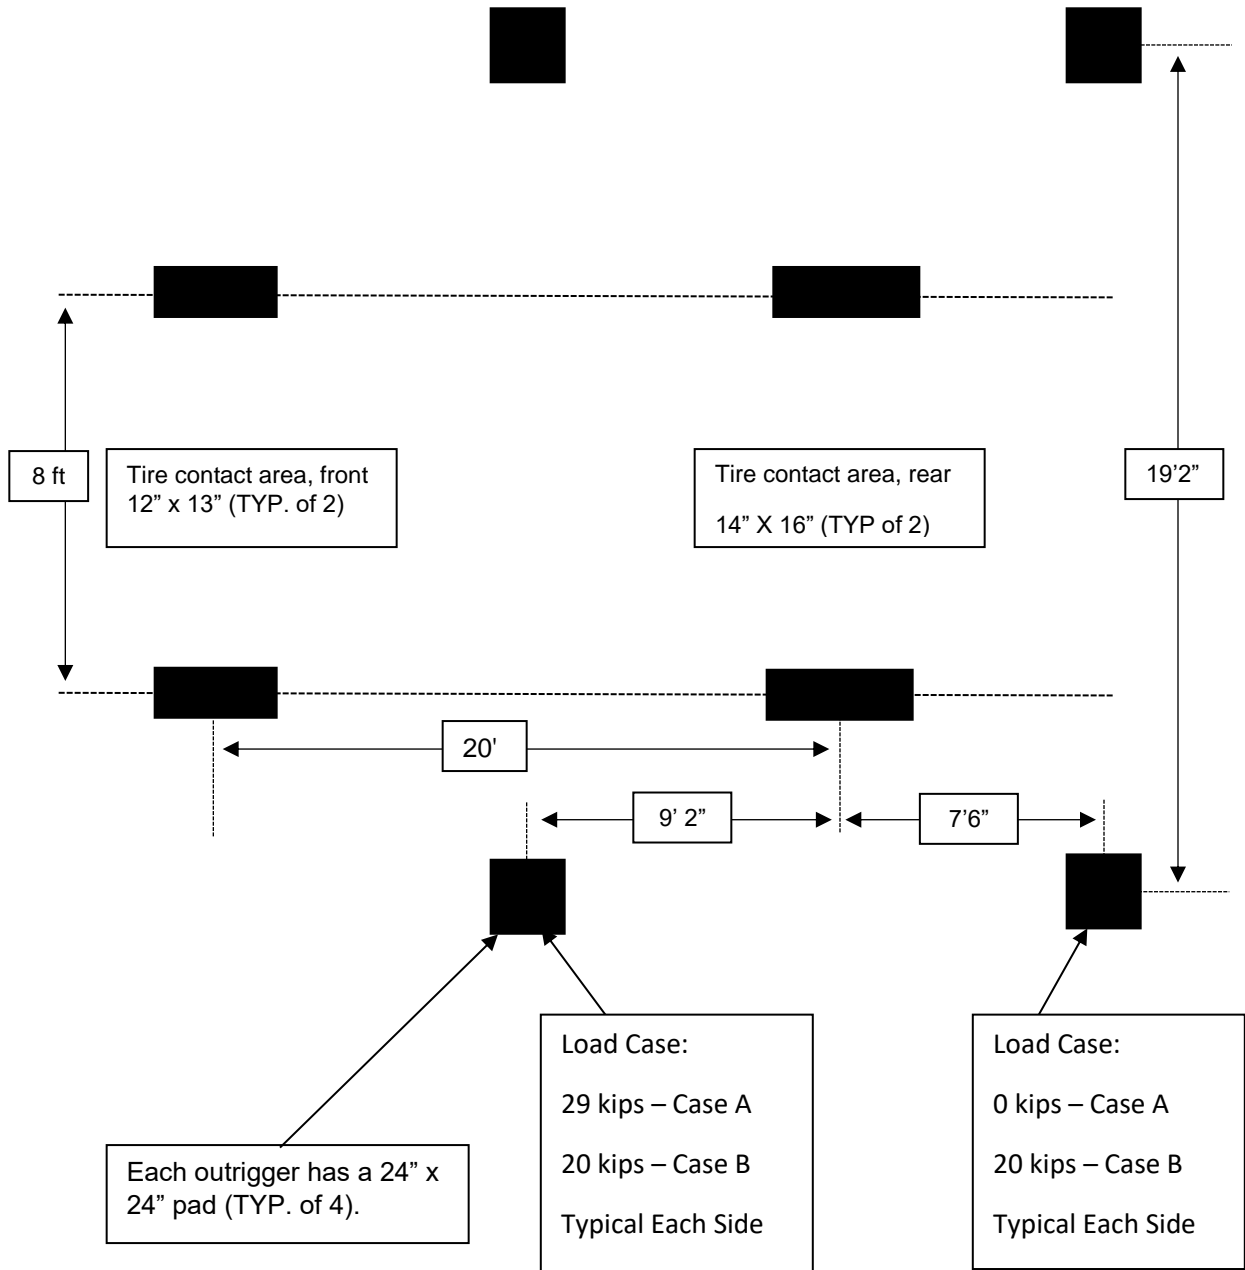 8 ft
Tire contact area, front
12” x 13” (TYP. of 2)
Tire contact area, rear
14” X 16” (TYP of 2)
19’2”
20'
9’ 2”
7’6”
Each outrigger has a 24” x
24” pad (TYP. of 4).
Load Case:
29 kips – Case A
20 kips – Case B
Typical Each Side
Load Case:
0 kips – Case A
20 kips – Case B
Typical Each Side